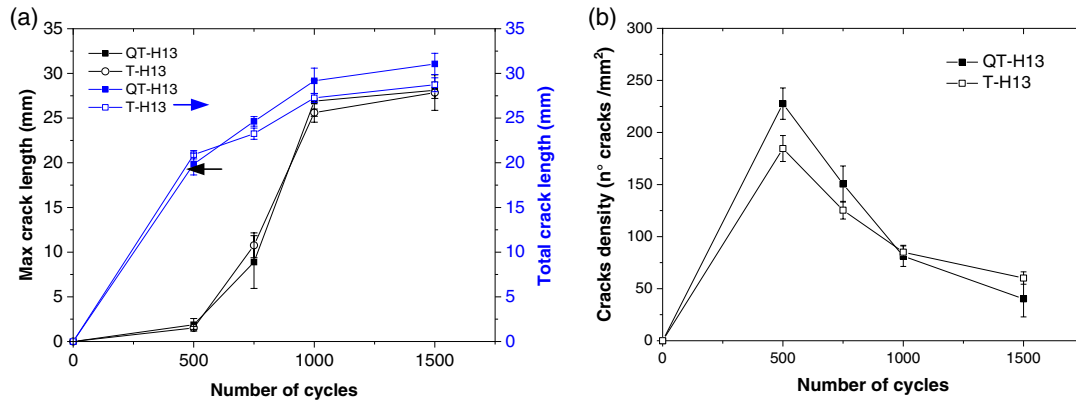 (a)
35
30
25
20
15
10
5
0
Max crack length (mm)
QT-H13
T-H13
QT-H13
T-H13
35
30
25
20
15
10
5
0
Total crack length (mm)
0 500 1000 1500
Number of cycles
(b)
300
250
200
150
100
50
0
Cracks density (n° cracks /mm²)
QT-H13
T-H13
0 500 1000 1500
Number of cycles